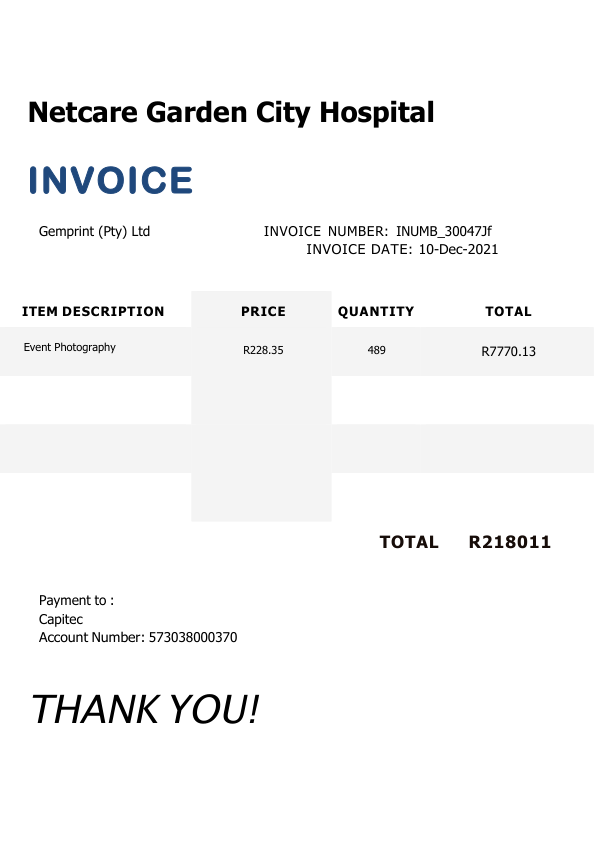 Netcare Garden City Hospital
INVOICE
Gemprint (Pty) Ltd INVOICE NUMBER: INUMB_30047Jf
INVOICE DATE: 10-Dec-2021
ITEM DESCRIPTION PRICE QUANTITY TOTAL
Event Photography R228.35 489 R7770.13
TOTAL R218011
Payment to :
Capitec
Account Number: 573038000370
THANK YOU!